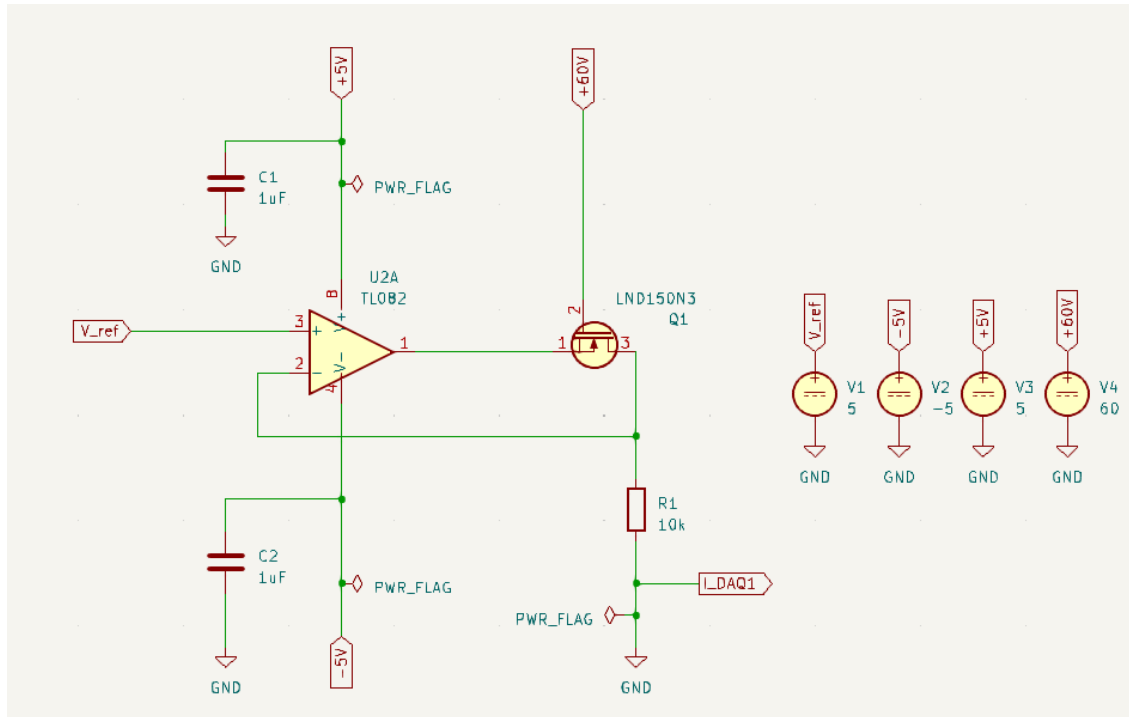 +5V
+60V
C1
1uF
PWR_FLAG
GND
U2A
TL082
8
+
V_ref
3
+
2
-
V-
4
1
LND150N3
Q1
2
1
3
V_ref
-5V
+5V
+60V
V1
5
V2
-5
V3
5
V4
60
GND
GND
GND
GND
R1
10k
C2
1uF
PWR_FLAG
I_DAQ1
PWR_FLAG
-5V
GND
GND